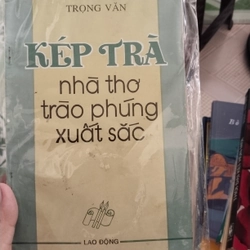 TRỌNG VĂN
KÉP TRÀ
nhà thơ
trào phúng
xuất sắc
LAO ĐỘNG